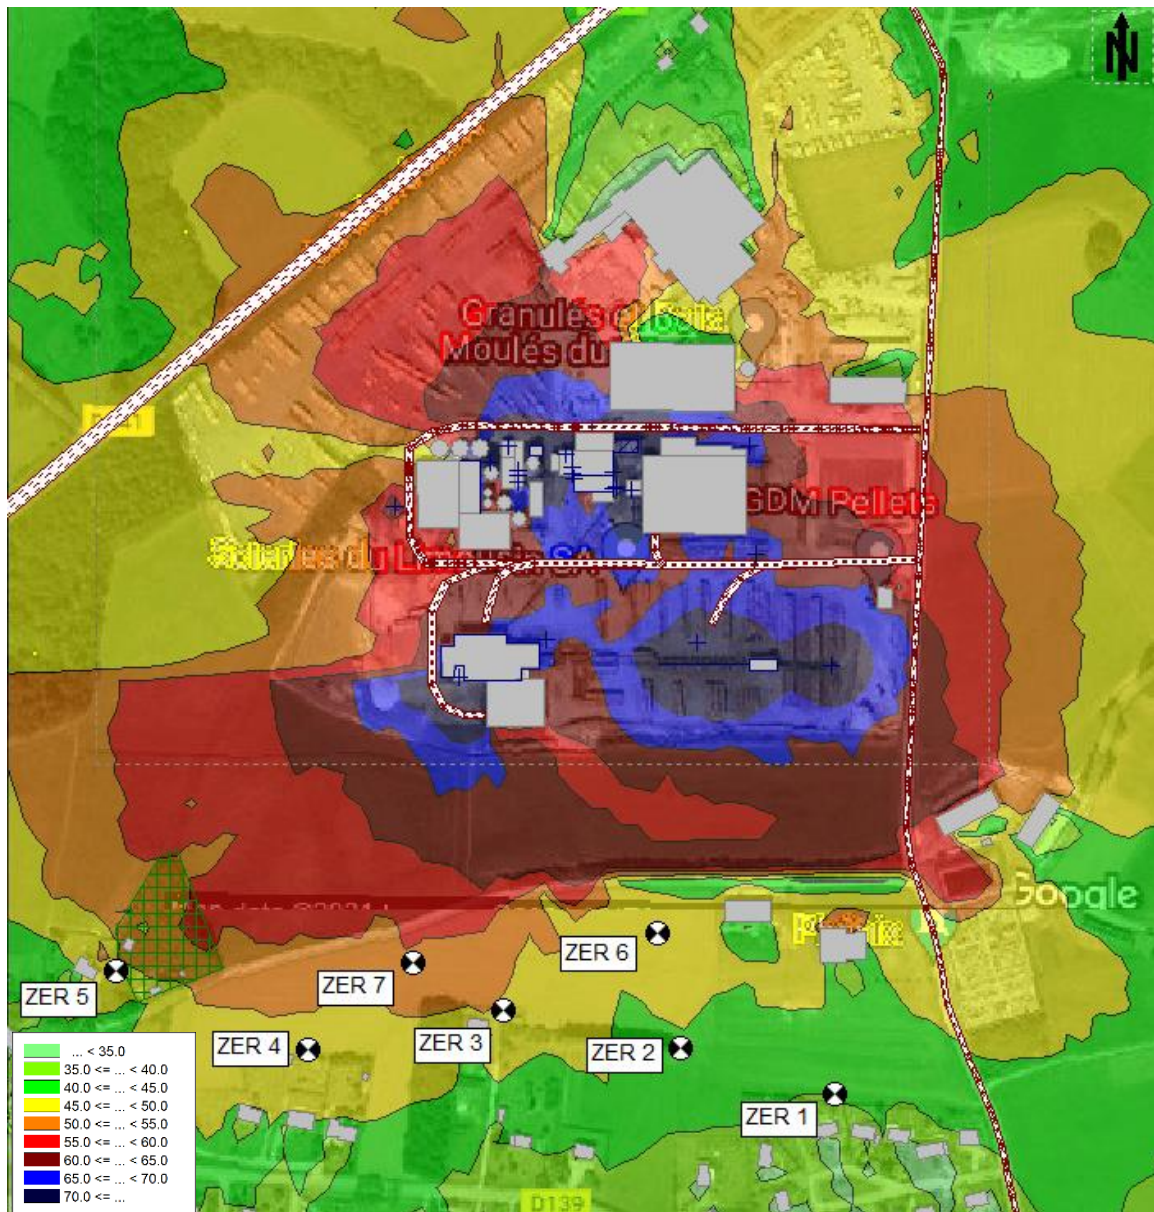 N
Granulés
Moulés du
GDM Pellets
Google
ZER 6
ZER 5
ZER 7
ZER 4
ZER 3
ZER 2
ZER 1
... < 35.0
35.0 <= ... < 40.0
40.0 <= ... < 45.0
45.0 <= ... < 50.0
50.0 <= ... < 55.0
55.0 <= ... < 60.0
60.0 <= ... < 65.0
65.0 <= ... < 70.0
70.0 <= ...
D139